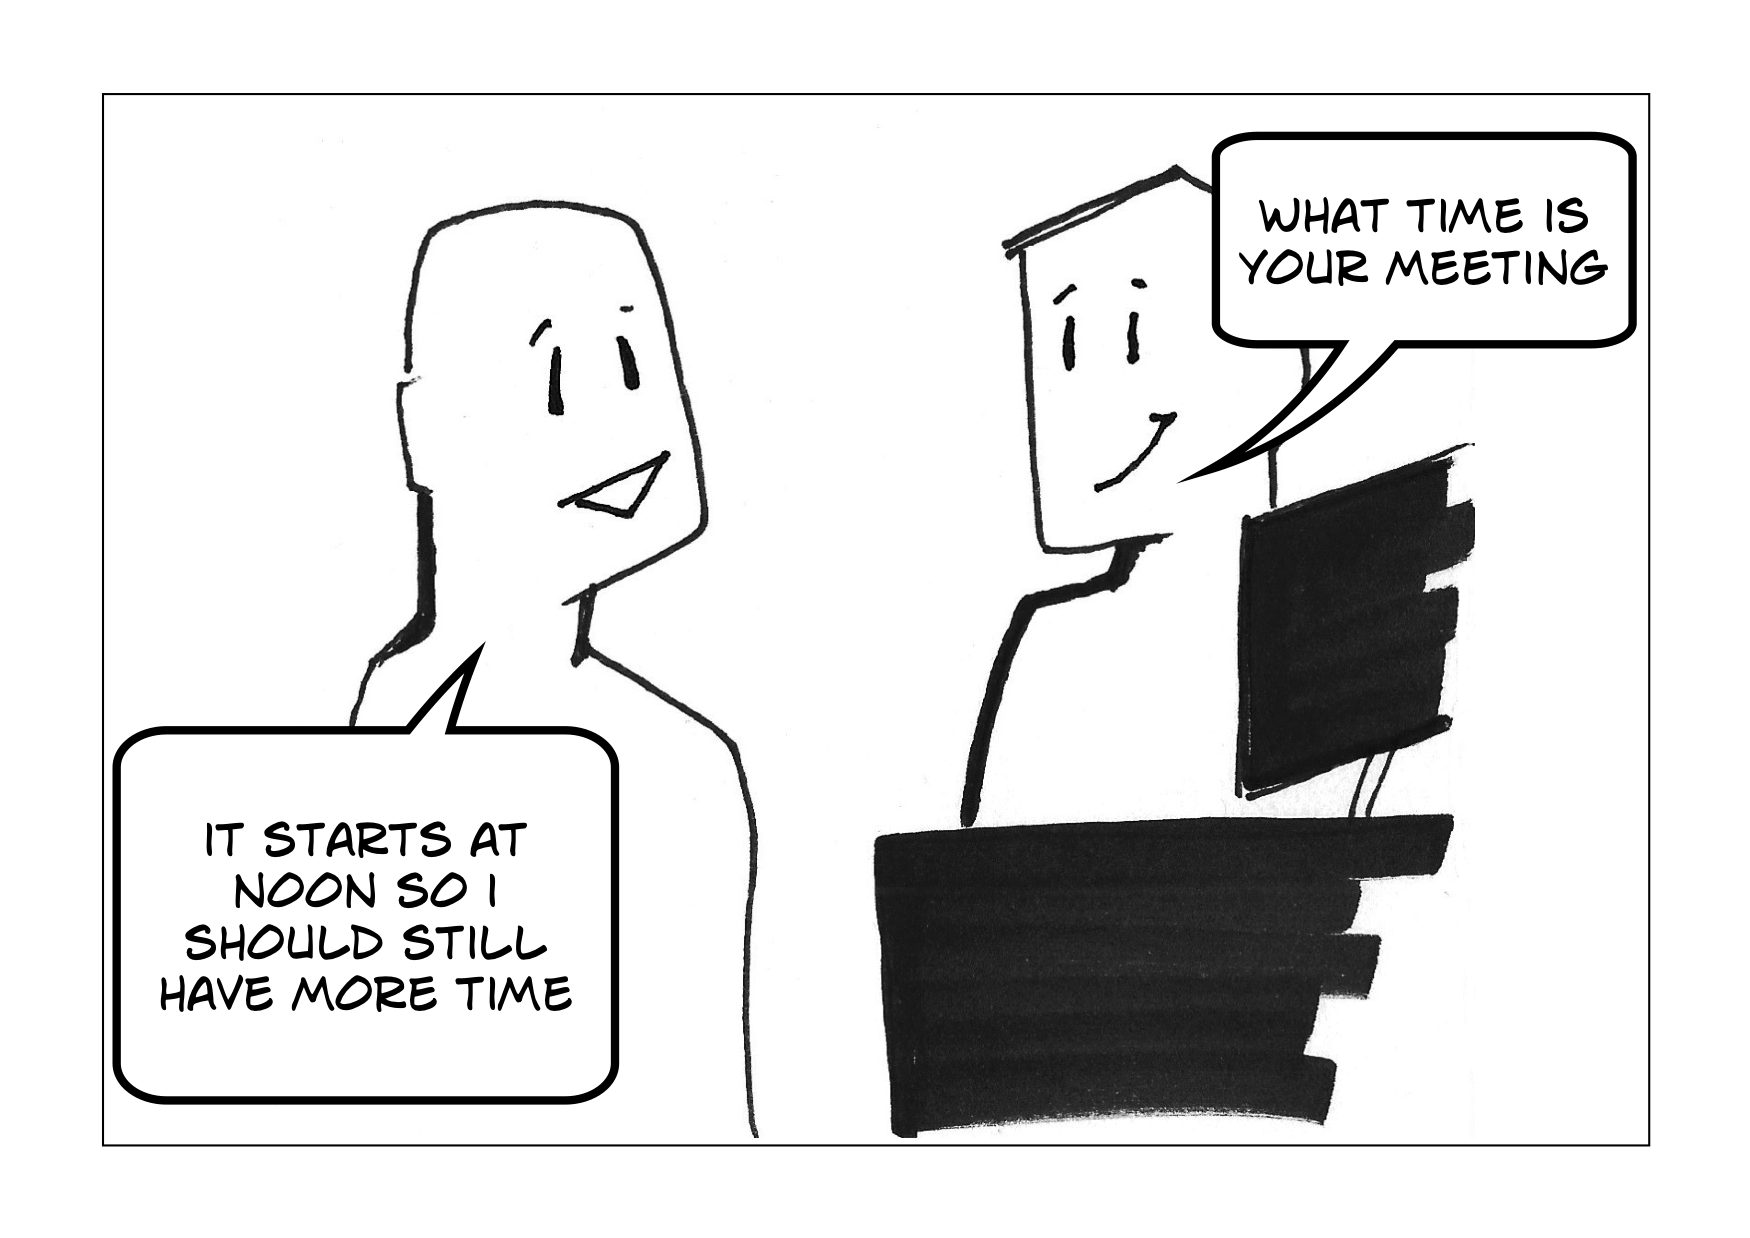 WHAT TIME IS
YOUR MEETING
IT STARTS AT
NOON SO I
SHOULD STILL
HAVE MORE TIME